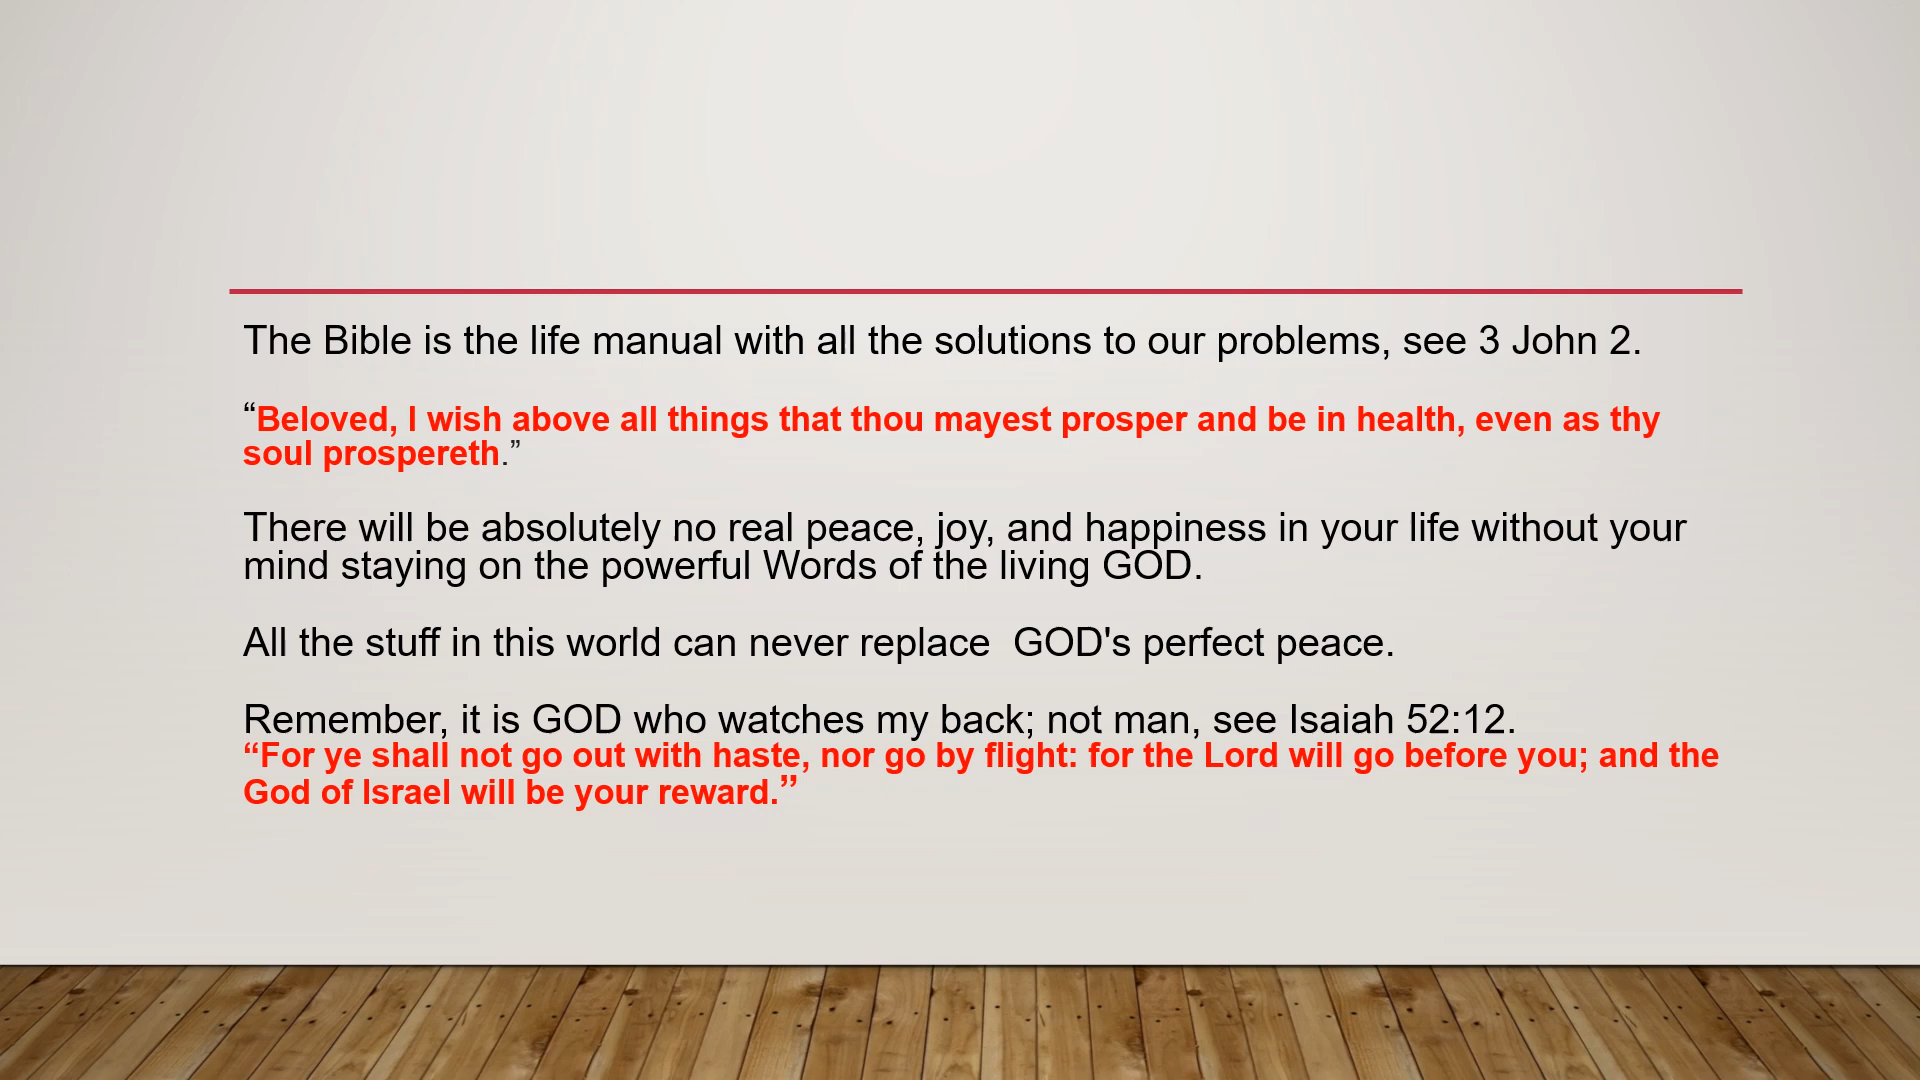 The Bible is the life manual with all the solutions to our problems, see 3 John 2.
“Beloved, I wish above all things that thou mayest prosper and be in health, even as thy
soul prospereth.”
There will be absolutely no real peace, joy, and happiness in your life without your
mind staying on the powerful Words of the living GOD.
All the stuff in this world can never replace  GOD's perfect peace.
Remember, it is GOD who watches my back; not man, see Isaiah 52:12.
“For ye shall not go out with haste, nor go by flight: for the Lord will go before you; and the
God of Israel will be your reward.”